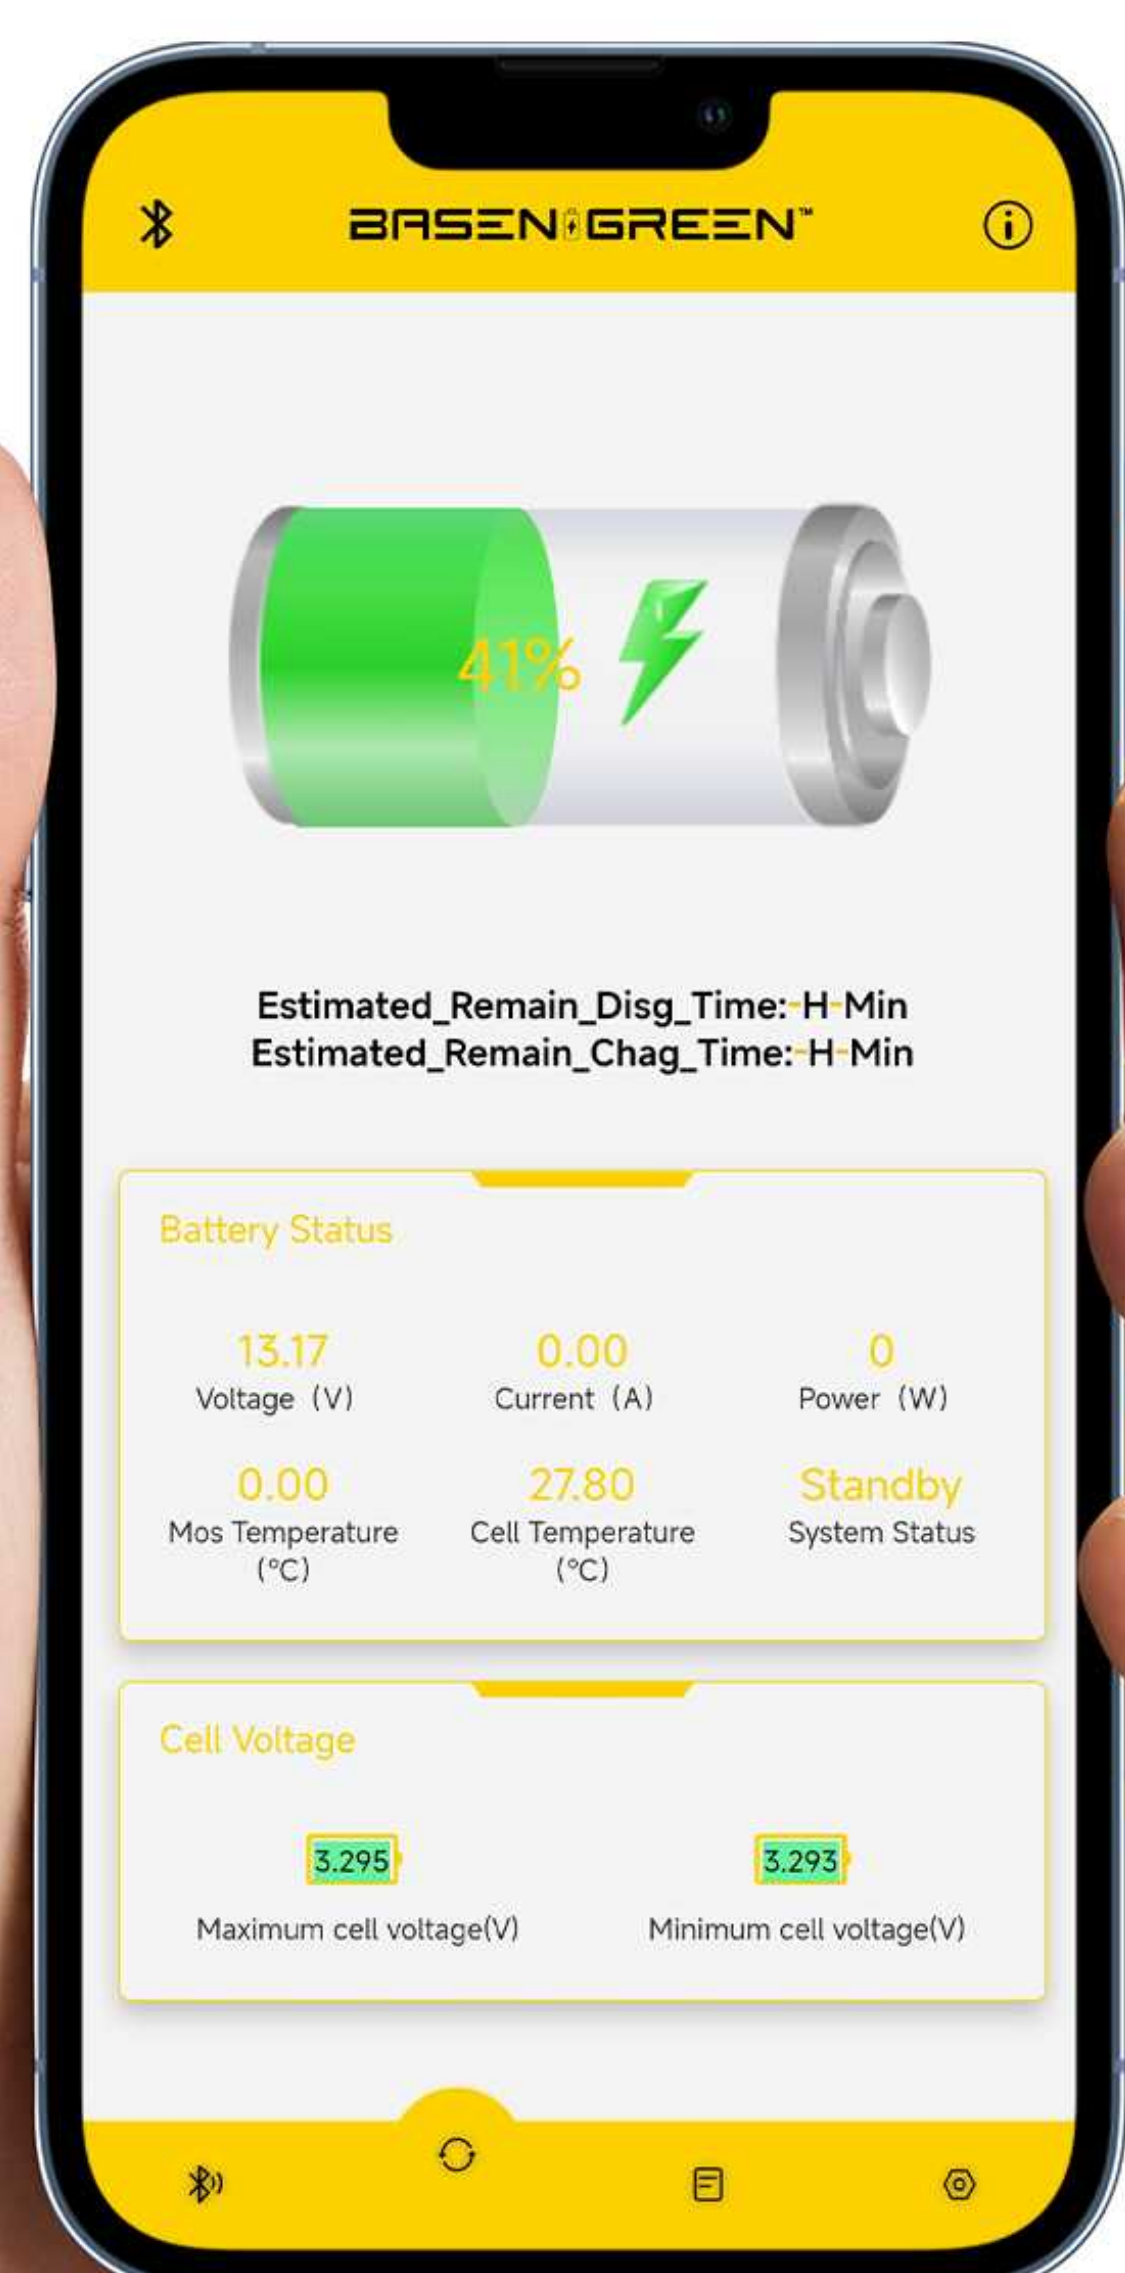 BASENGREEN™
41%
Estimated_Remain_Disg_Time:-H-Min
Estimated_Remain_Chag_Time:-H-Min
Battery Status
13.17 0.00 0
Voltage (V) Current (A) Power (W)
0.00 27.80 Standby
Mos Temperature Cell Temperature System Status
(°C) (°C)
Cell Voltage
3.295 3.293
Maximum cell voltage(V) Minimum cell voltage(V)